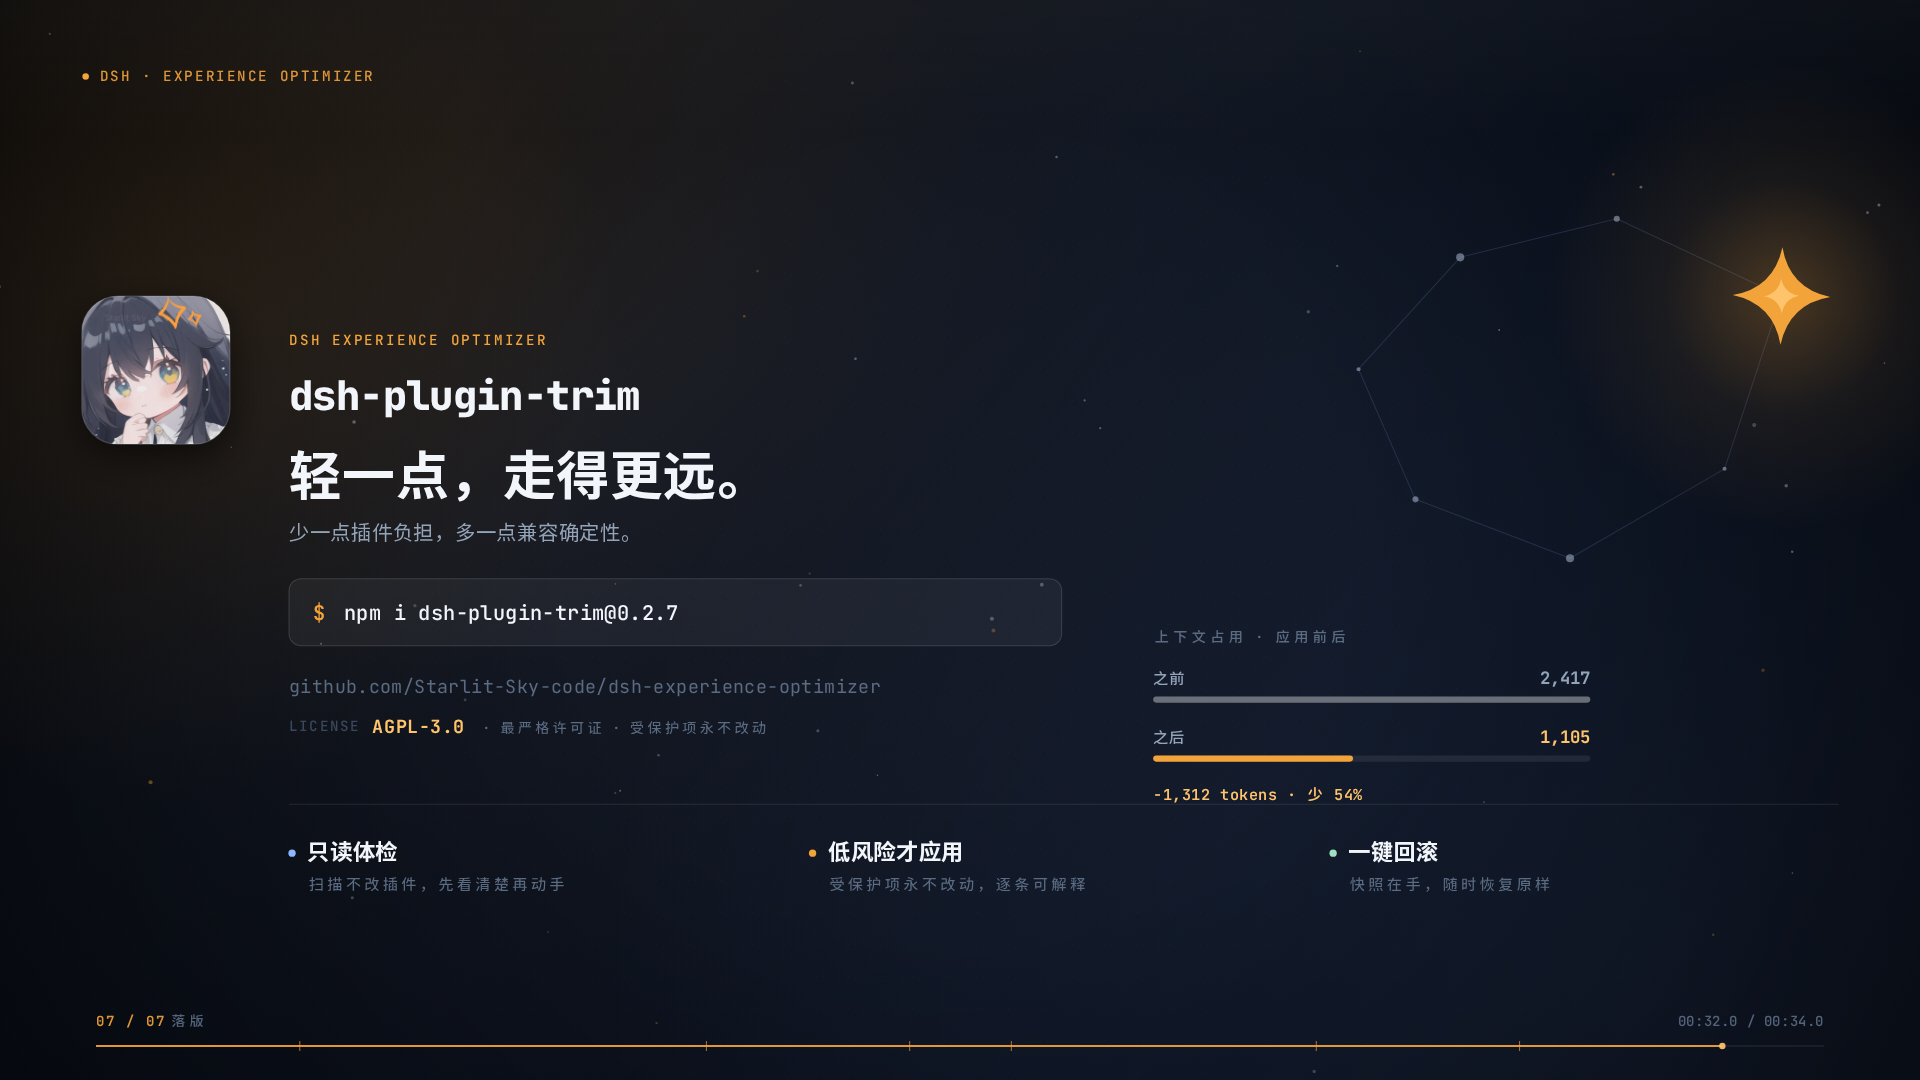 DSH · EXPERIENCE OPTIMIZER
DSH EXPERIENCE OPTIMIZER
dsh-plugin-trim
轻一点，走得更远。
少一点插件负担，多一点兼容确定性。
$ npm i dsh-plugin-trim@0.2.7
github.com/Starlit-Sky-code/dsh-experience-optimizer
LICENSE AGPL-3.0 · 最严格许可证 · 受保护项永不改动
上下文占用 · 应用前后
之前 2,417
之后 1,105
-1,312 tokens · 少 54%
只读体检
扫描不改插件，先看清楚再动手
低风险才应用
受保护项永不改动，逐条可解释
一键回滚
快照在手，随时恢复原样
07 / 07 落版
00:32.0 / 00:34.0